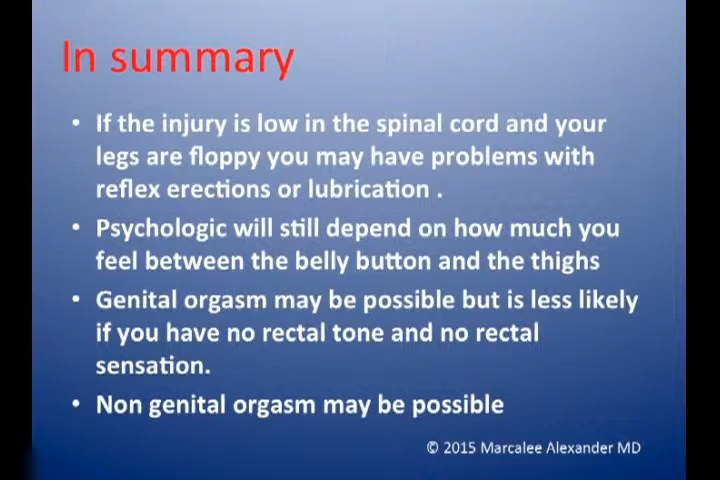 In summary
• If the injury is low in the spinal cord and your
legs are floppy you may have problems with
reflex erections or lubrication .
• Psychologic will still depend on how much you
feel between the belly button and the thighs
• Genital orgasm may be possible but is less likely
if you have no rectal tone and no rectal
sensation.
• Non genital orgasm may be possible
© 2015 Marcalee Alexander MD